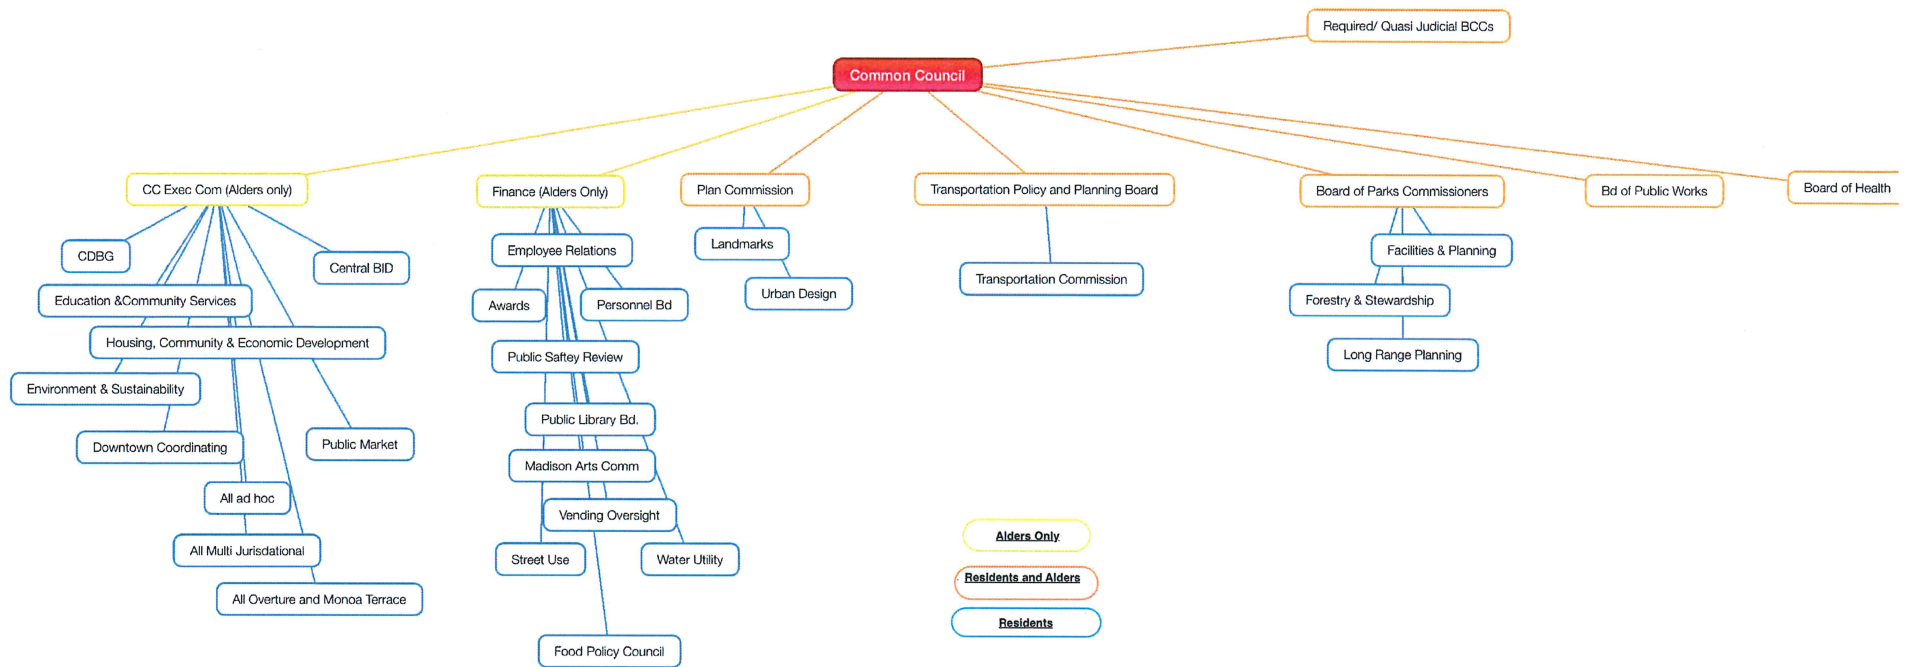 Required/ Quasi Judicial BCCs
Common Council
CC Exec Com (Alders only)
Finance (Alders Only)
Plan Commission
Transportation Policy and Planning Board
Board of Parks Commissioners
Bd of Public Works
Board of Health
CDBG
Central BID
Education &Community Services
Housing, Community & Economic Development
Environment & Sustainability
Downtown Coordinating
Public Market
All ad hoc
All Multi Jurisdational
All Overture and Monoa Terrace
Employee Relations
Awards
Personnel Bd
Public Saftey Review
Public Library Bd.
Madison Arts Comm
Vending Oversight
Street Use
Water Utility
Food Policy Council
Landmarks
Urban Design
Transportation Commission
Facilities & Planning
Forestry & Stewardship
Long Range Planning
Alders Only
Residents and Alders
Residents